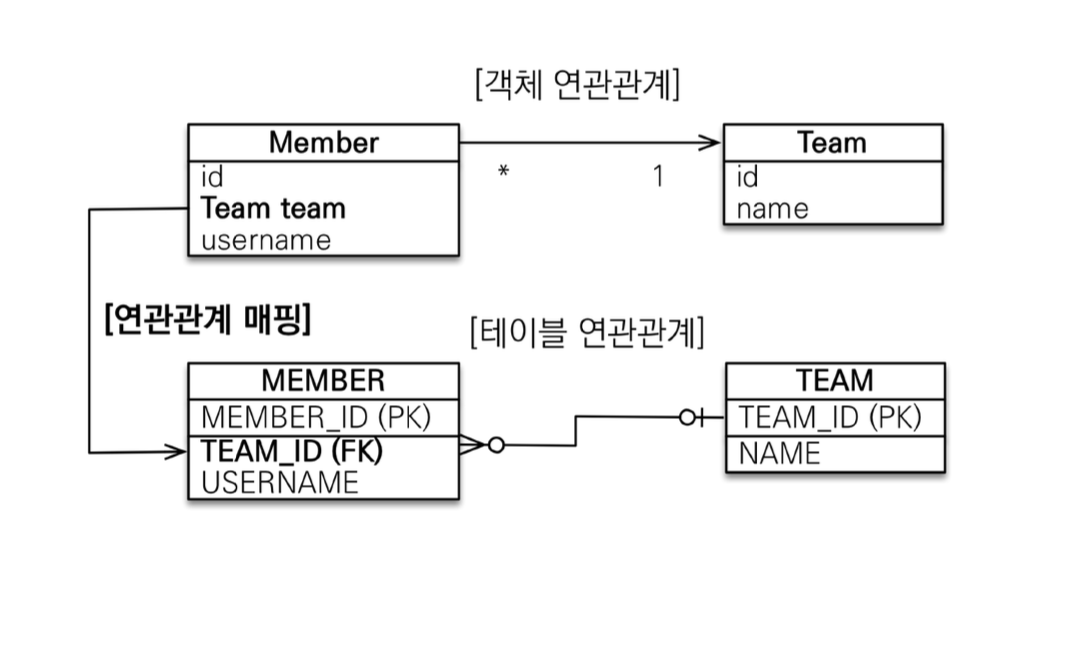 [객체 연관관계]
Member
id
Team team
username
* 1
Team
id
name
[연관관계 매핑]
[테이블 연관관계]
MEMBER
MEMBER_ID (PK)
TEAM_ID (FK)
USERNAME
TEAM
TEAM_ID (PK)
NAME